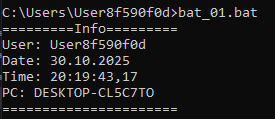 C:\Users\User8f590f0d>bat_01.bat
=========Info=========
User: User8f590f0d
Date: 30.10.2025
Time: 20:19:43,17
PC: DESKTOP-CL5C7TO
======================